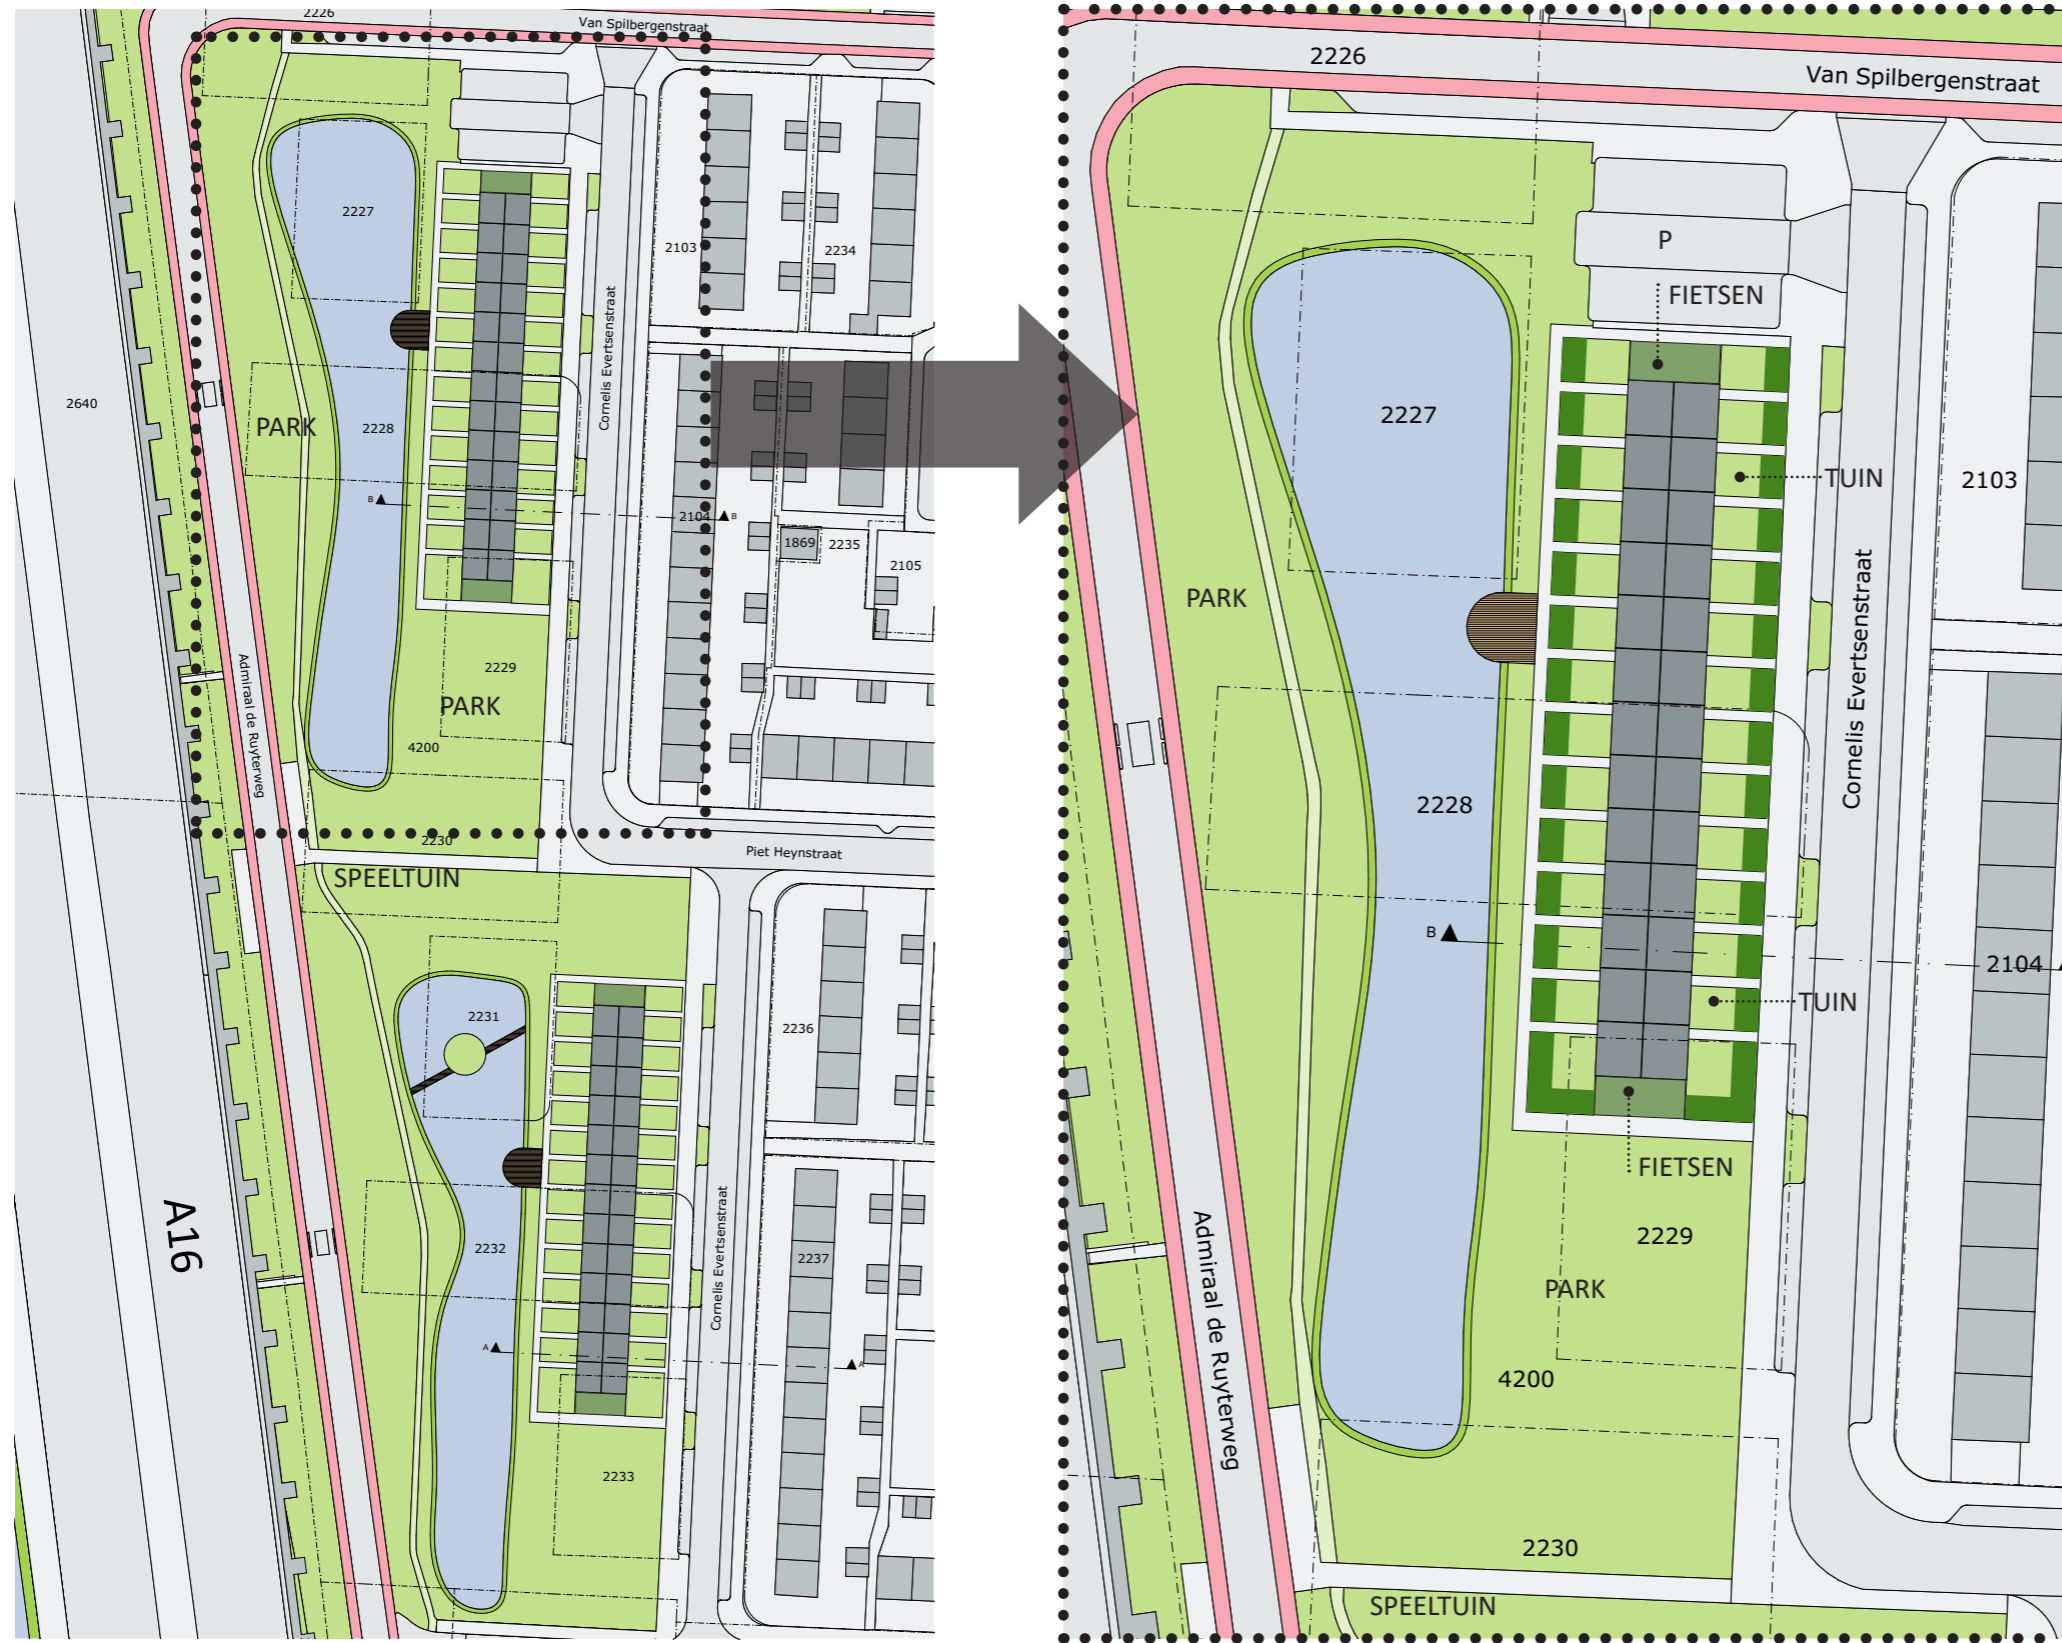 2226
Van Spilbergenstraat
2227
2103
2234
Cornelis Evertsenstraat
2640
PARK
2228
B
2104
B
1869
2235
2105
2229
Admiraal de Ruyterweg
PARK
4200
2230
Piet Heynstraat
SPEELTUIN
2231
2236
A16
Cornelis Evertsenstraat
2232
2237
A
A
2233
2226
Van Spilbergenstraat
P
FIETSEN
2227
TUIN
2103
PARK
Cornelis Evertsenstraat
2228
B
2104
TUIN
FIETSEN
2229
Admiraal de Ruyterweg
PARK
4200
2230
SPEELTUIN